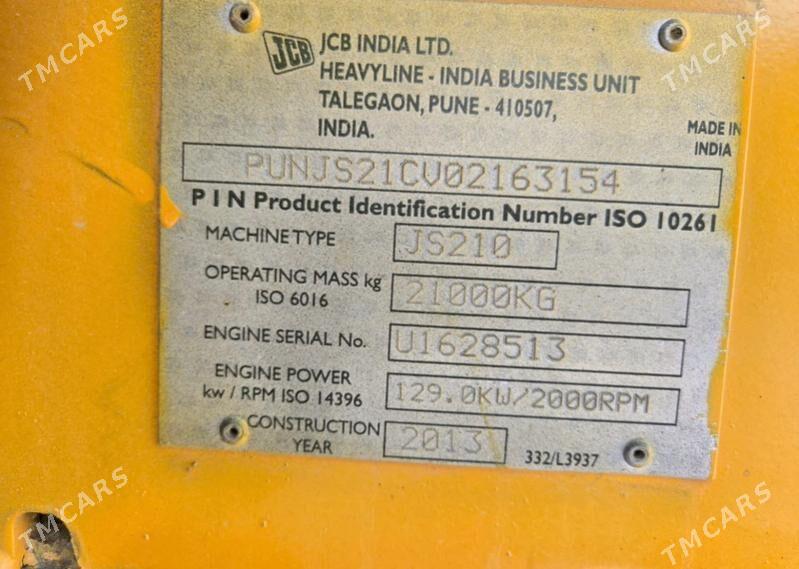 TMCARS
TMCARS
JCB
JCB INDIA LTD.
HEAVYLINE - INDIA BUSINESS UNIT
TALEGAON, PUNE - 410507,
INDIA.
MADE IN
INDIA
PUNJS21CV02163154
PIN Product Identification Number ISO 10261
MACHINE TYPE JS210
OPERATING MASS kg
ISO 6016 21000KG
ENGINE SERIAL No. U1628513
ENGINE POWER
kw / RPM ISO 14396 129.0KW/2000RPM
CONSTRUCTION
YEAR 2013
332/L3937
TMCARS
TMCARS